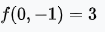 f(0, −1) = 3